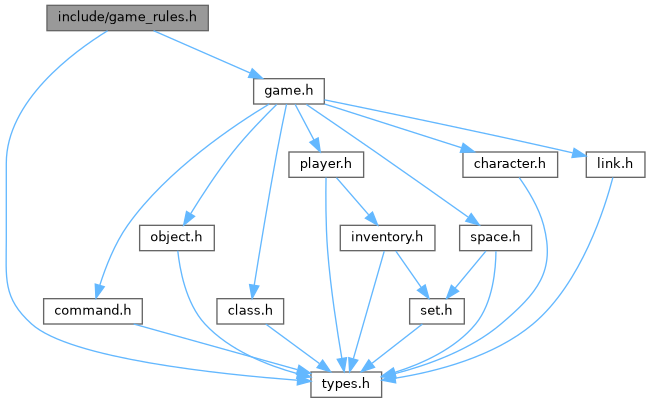 include/game_rules.h
game.h
player.h
character.h
link.h
object.h
inventory.h
space.h
command.h
class.h
set.h
types.h